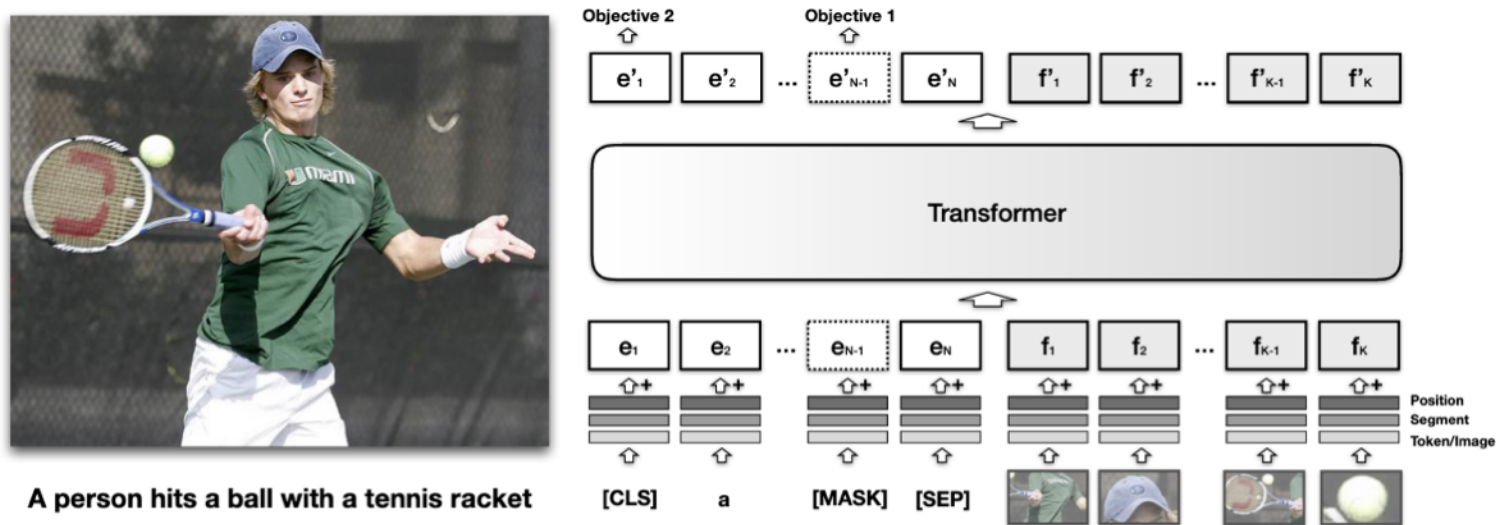 Objective 2 Objective 1
e'1 e'2 ... e'N-1 e'N f'1 f'2 ... f'K-1 f'K
Transformer
e1 e2 ... eN-1 eN f1 f2 ... fK-1 fK
+ + + + + + + +
Position
Segment
Token/Image
[CLS] a [MASK] [SEP]
MIAMI
A person hits a ball with a tennis racket